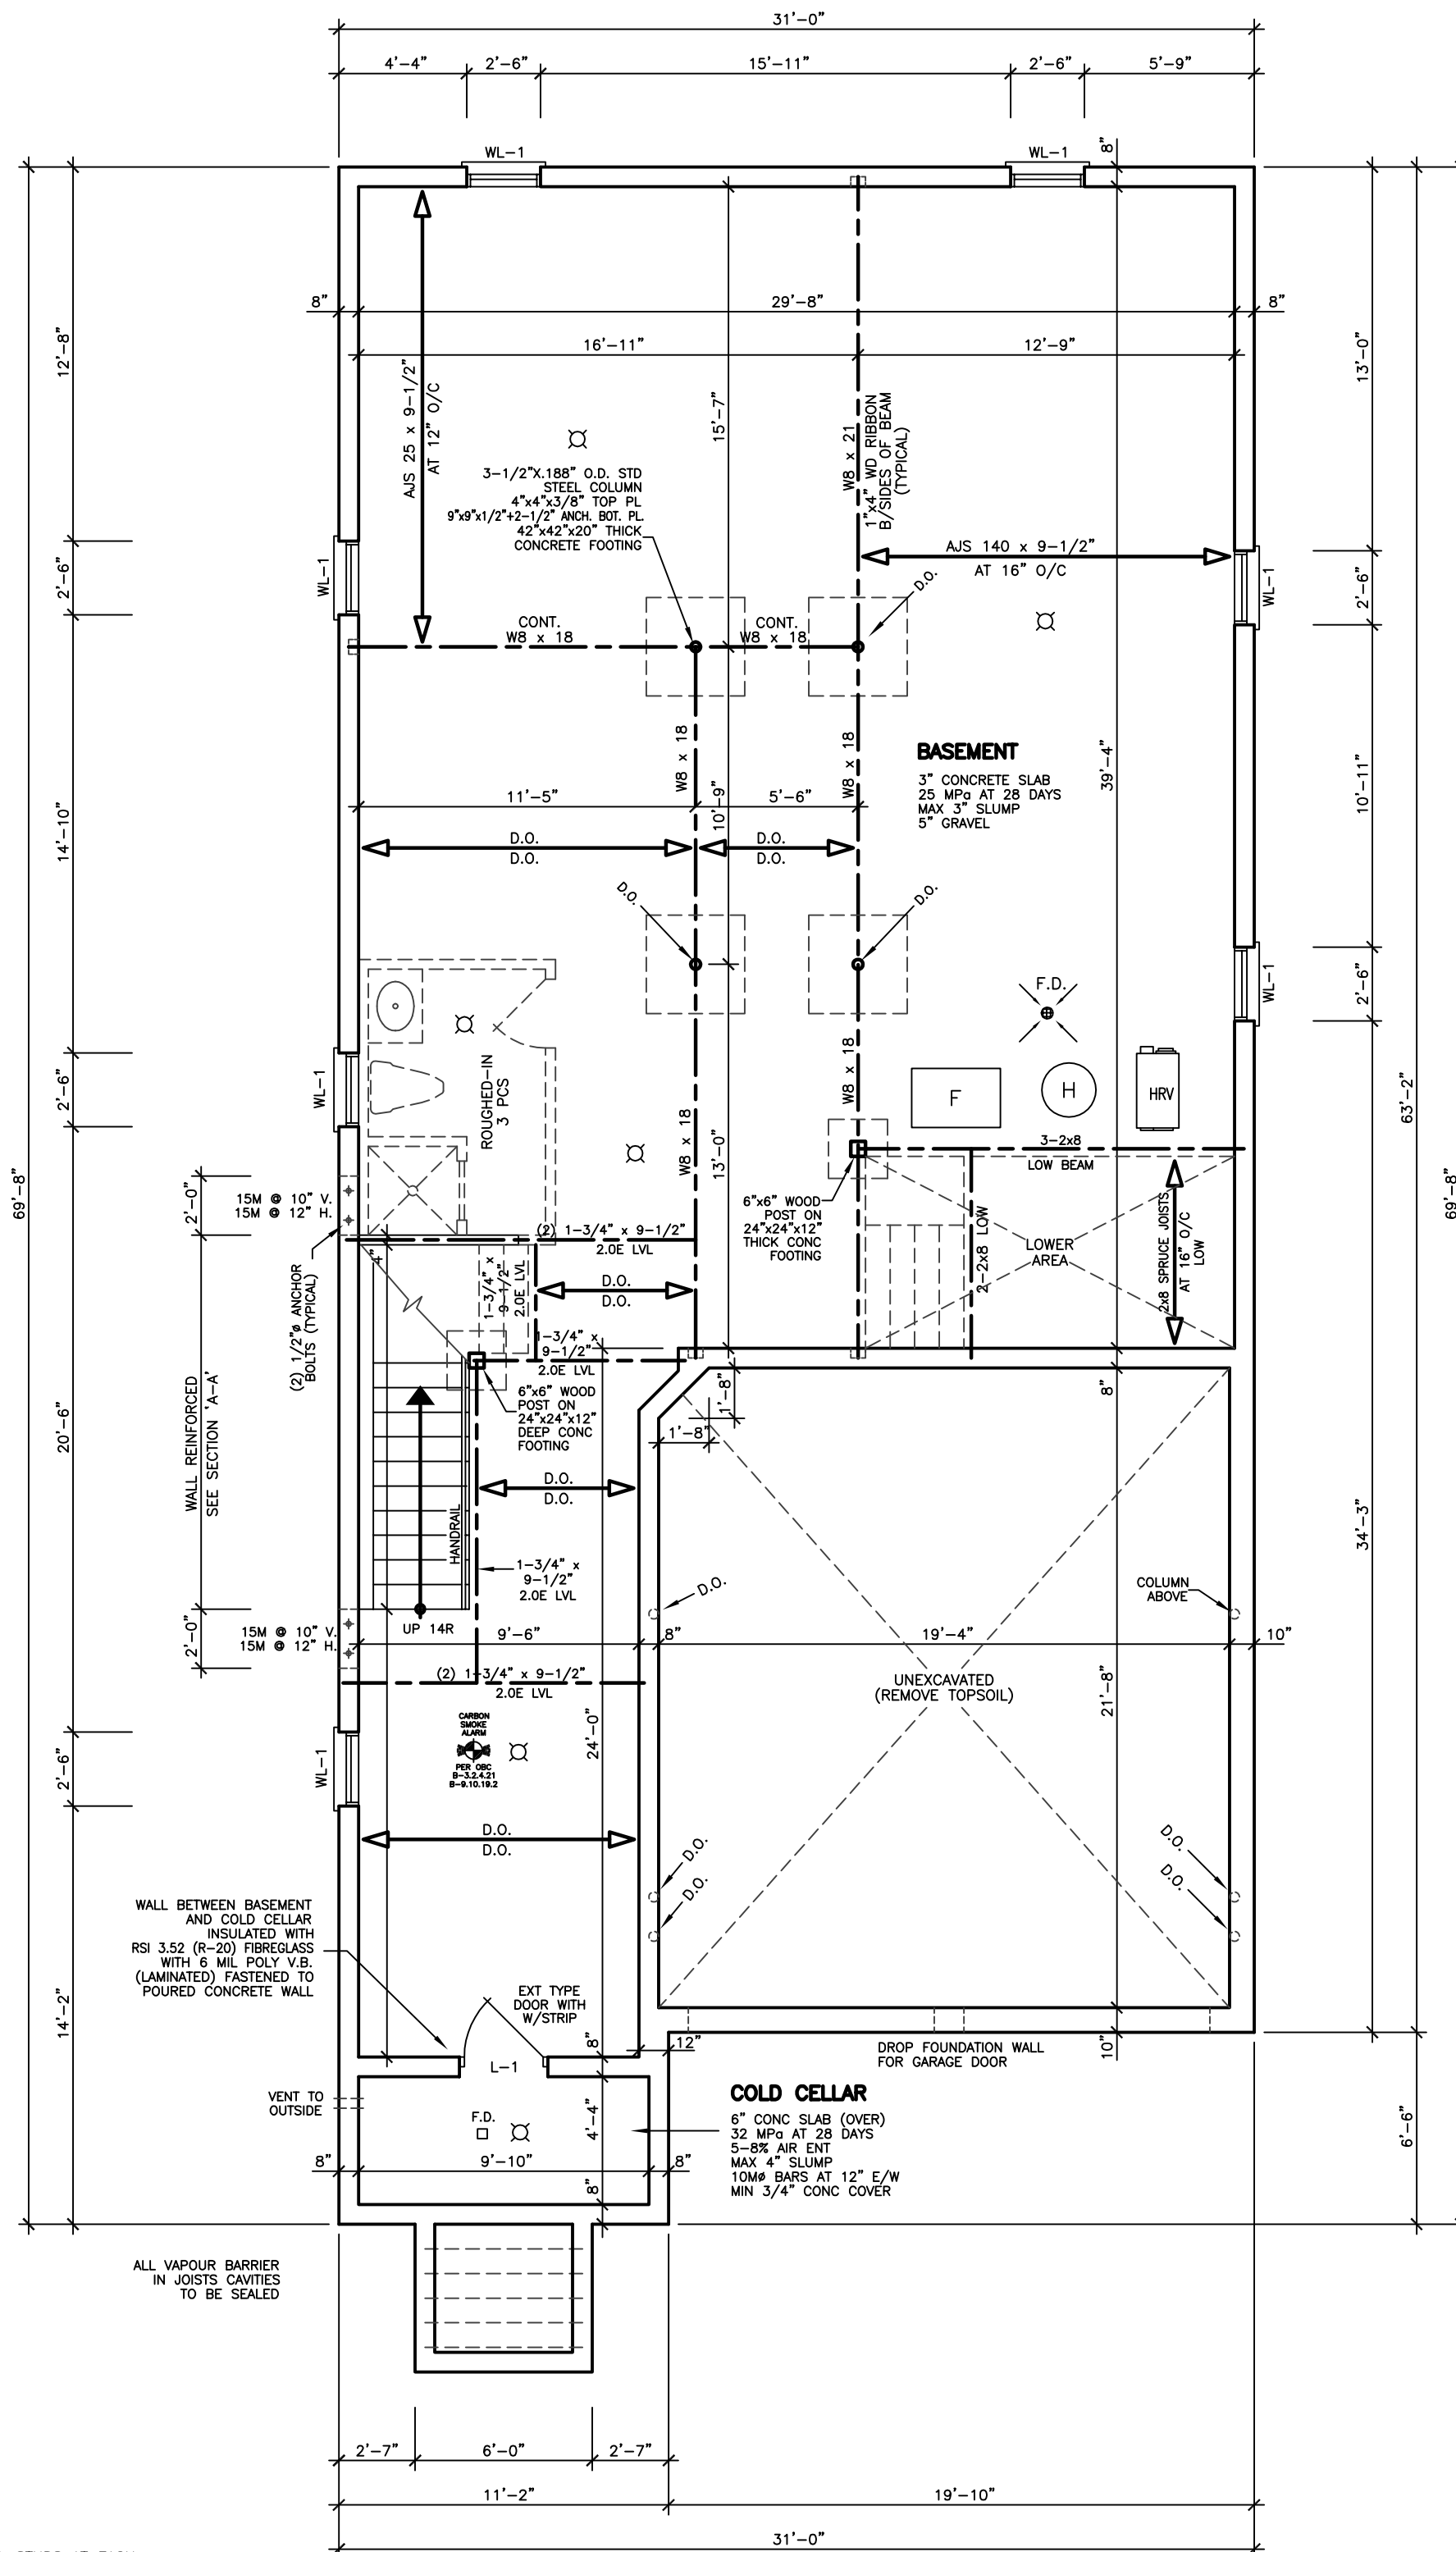 31'-0"
4'-4"
2'-6"
15'-11"
2'-6"
5'-9"
WL-1
WL-1
8"
8"
29'-8"
8"
16'-11"
12'-9"
12'-8"
13'-0"
AJS 25 x 9-1/2"
AT 12" O/C
15'-7"
W8 x 21
1"x4" WD RIBBON
B/SIDES OF BEAM
(TYPICAL)
3-1/2"X.188" O.D. STD
STEEL COLUMN
4"x4"x3/8" TOP PL
9"x9"x1/2"+2-1/2" ANCH. BOT. PL.
42"x42"x20" THICK
CONCRETE FOOTING
AJS 140 x 9-1/2"
AT 16" O/C
D.O.
2'-6"
WL-1
WL-1
2'-6"
CONT.
W8 x 18
CONT.
W8 x 18
W8 x 18
W8 x 18
BASEMENT
3" CONCRETE SLAB
25 MPa AT 28 DAYS
MAX 3" SLUMP
5" GRAVEL
39'-4"
10'-11"
11'-5"
10'-9"
5'-6"
14'-10"
D.O.
D.O.
D.O.
D.O.
D.O.
D.O.
WL-1
2'-6"
F.D.
F
H
HRV
W8 x 18
ROUGHED-IN
3 PCS
WL-1
2'-6"
69'-8"
63'-2"
69'-8"
W8 x 18
13'-0"
3-2x8
LOW BEAM
2'-0"
15M @ 10" V.
15M @ 12" H.
6"x6" WOOD
POST ON
24"x24"x12"
THICK CONC
FOOTING
2-2x8 LOW
LOWER
AREA
2x8 SPRUCE JOISTS
AT 16" O/C
LOW
(2) 1-3/4" x 9-1/2"
2.0E LVL
1-3/4" x
9-1/2"
2.0E LVL
D.O.
D.O.
(2) 1/2"ø ANCHOR
BOLTS (TYPICAL)
1-3/4" x
9-1/2"
2.0E LVL
6"x6" WOOD
POST ON
24"x24"x12"
DEEP CONC
FOOTING
1'-8"
1'-8"
8"
20'-6"
WALL REINFORCED
SEE SECTION 'A-A'
D.O.
D.O.
HANDRAIL
1-3/4" x
9-1/2"
2.0E LVL
34'-3"
D.O.
COLUMN
ABOVE
UP 14R
2'-0"
15M @ 10" V.
15M @ 12" H.
9'-6"
8"
19'-4"
10"
(2) 1-3/4" x 9-1/2"
2.0E LVL
UNEXCAVATED
(REMOVE TOPSOIL)
21'-8"
24'-0"
CARBON
SMOKE
ALARM
PER OBC
B-3.2.4.21
B-9.10.19.2
WL-1
2'-6"
D.O.
D.O.
D.O.
D.O.
D.O.
D.O.
WALL BETWEEN BASEMENT
AND COLD CELLAR
INSULATED WITH
RSI 3.52 (R-20) FIBREGLASS
WITH 6 MIL POLY V.B.
(LAMINATED) FASTENED TO
POURED CONCRETE WALL
14'-2"
EXT TYPE
DOOR WITH
W/STRIP
8"
12"
10"
DROP FOUNDATION WALL
FOR GARAGE DOOR
L-1
VENT TO
OUTSIDE
F.D.
4'-4"
COLD CELLAR
6" CONC SLAB (OVER)
32 MPa AT 28 DAYS
5-8% AIR ENT
MAX 4" SLUMP
10Mø BARS AT 12" E/W
MIN 3/4" CONC COVER
6'-6"
8"
9'-10"
8"
8"
ALL VAPOUR BARRIER
IN JOISTS CAVITIES
TO BE SEALED
2'-7"
6'-0"
2'-7"
11'-2"
19'-10"
31'-0"